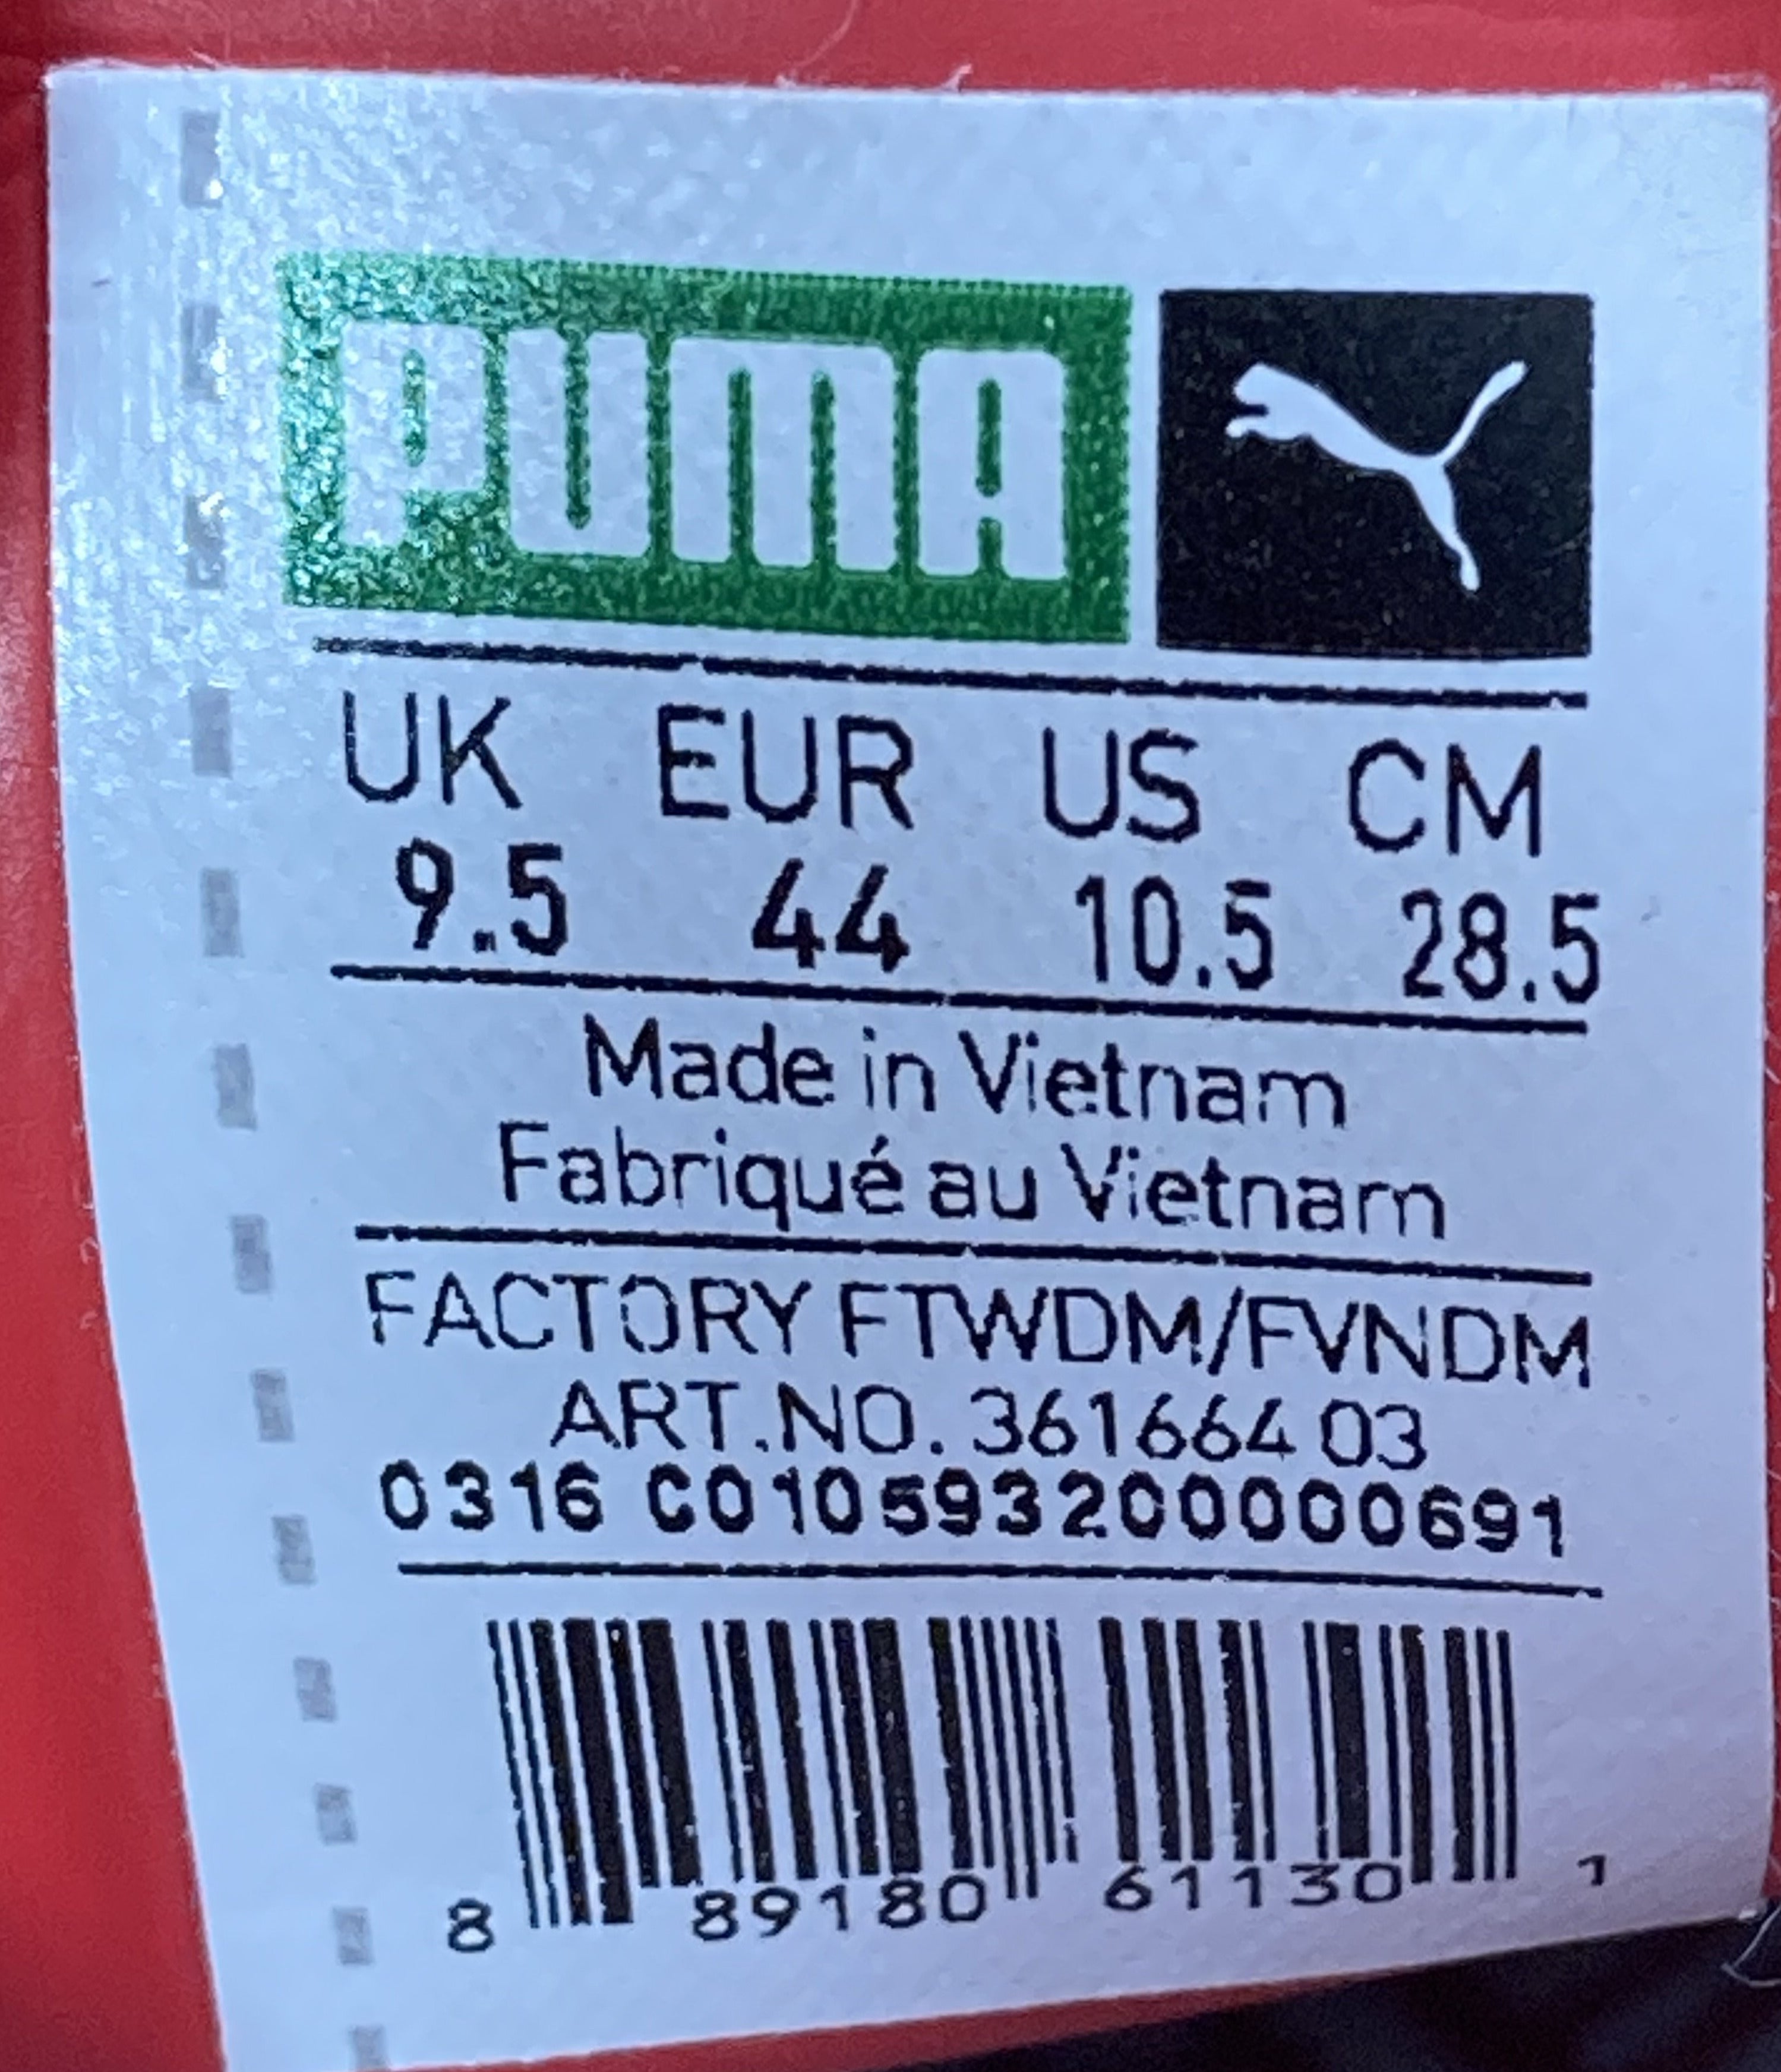 PUMA
UK EUR US CM
9.5 44 10.5 28.5
Made in Vietnam
Fabriqué au Vietnam
FACTORY FTWDM/FVNDM
ART.NO. 361664 03
0316 C010593200000691
8 89180 61130 1